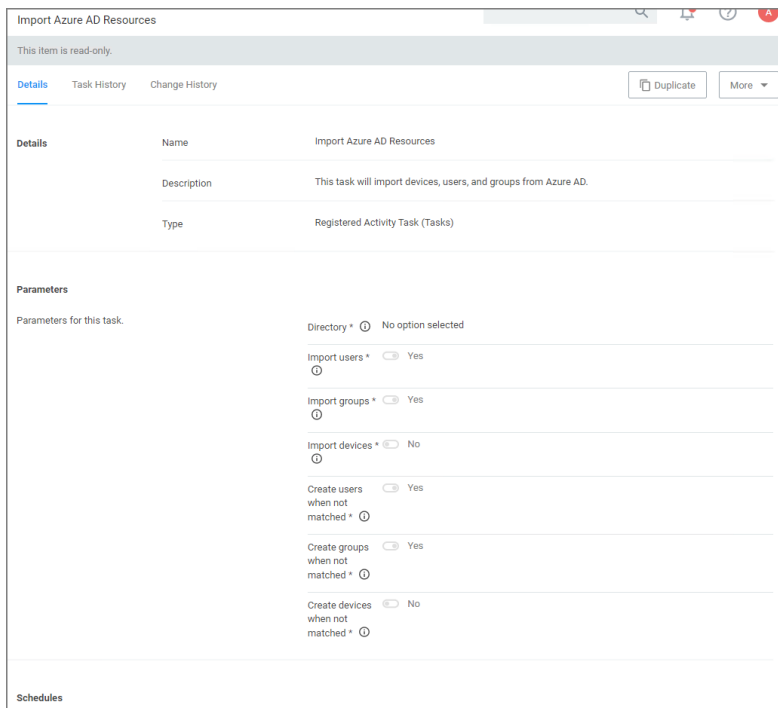 Import Azure AD Resources
A
This item is read-only.
Details Task History Change History Duplicate More
Details Name Import Azure AD Resources
Description This task will import devices, users, and groups from Azure AD.
Type Registered Activity Task (Tasks)
Parameters
Parameters for this task.
Directory * No option selected
Import users * Yes
Import groups * Yes
Import devices * No
Create users Yes
when not
matched *
Create groups Yes
when not
matched *
Create devices No
when not
matched *
Schedules